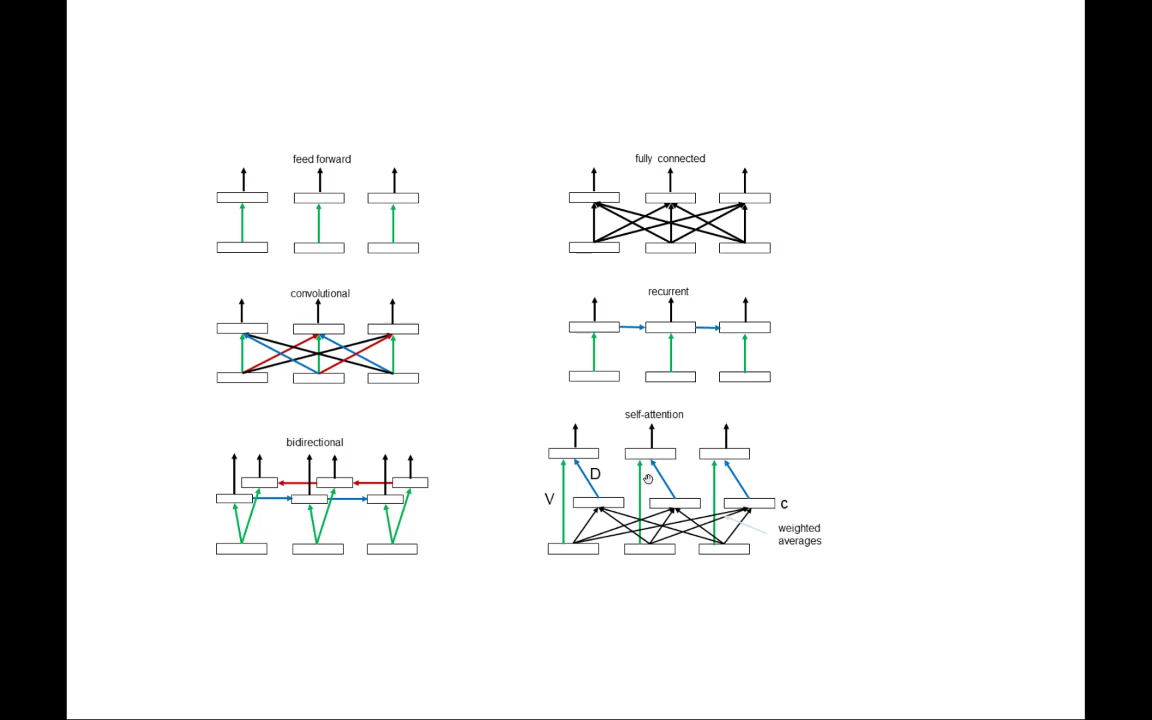 feed forward
fully connected
convolutional
recurrent
bidirectional
self-attention
D
V
c
weighted
averages